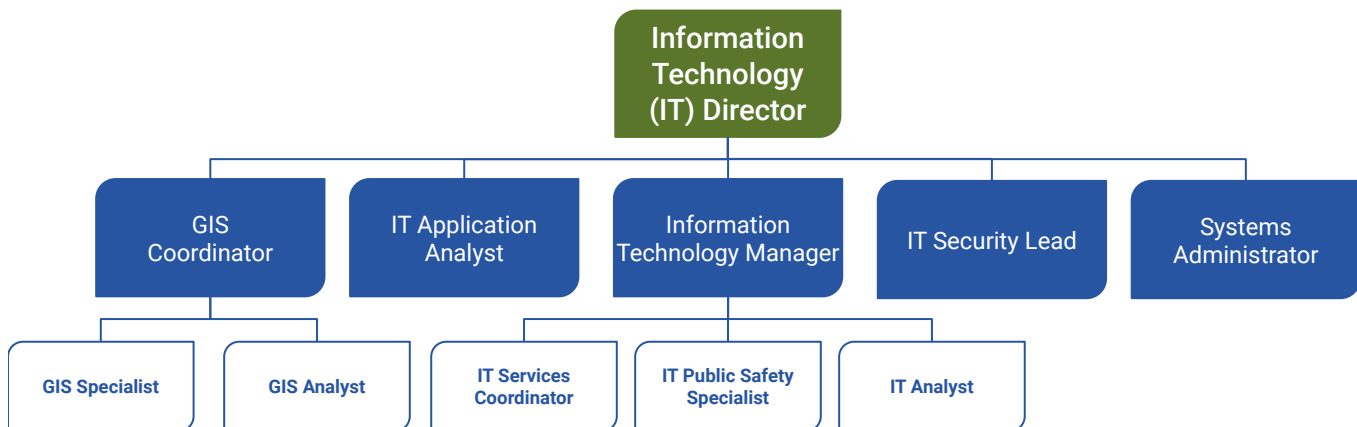 Information
Technology
(IT) Director
GIS
Coordinator
IT Application
Analyst
Information
Technology Manager
IT Security Lead
Systems
Administrator
GIS Specialist
GIS Analyst
IT Services
Coordinator
IT Public Safety
Specialist
IT Analyst